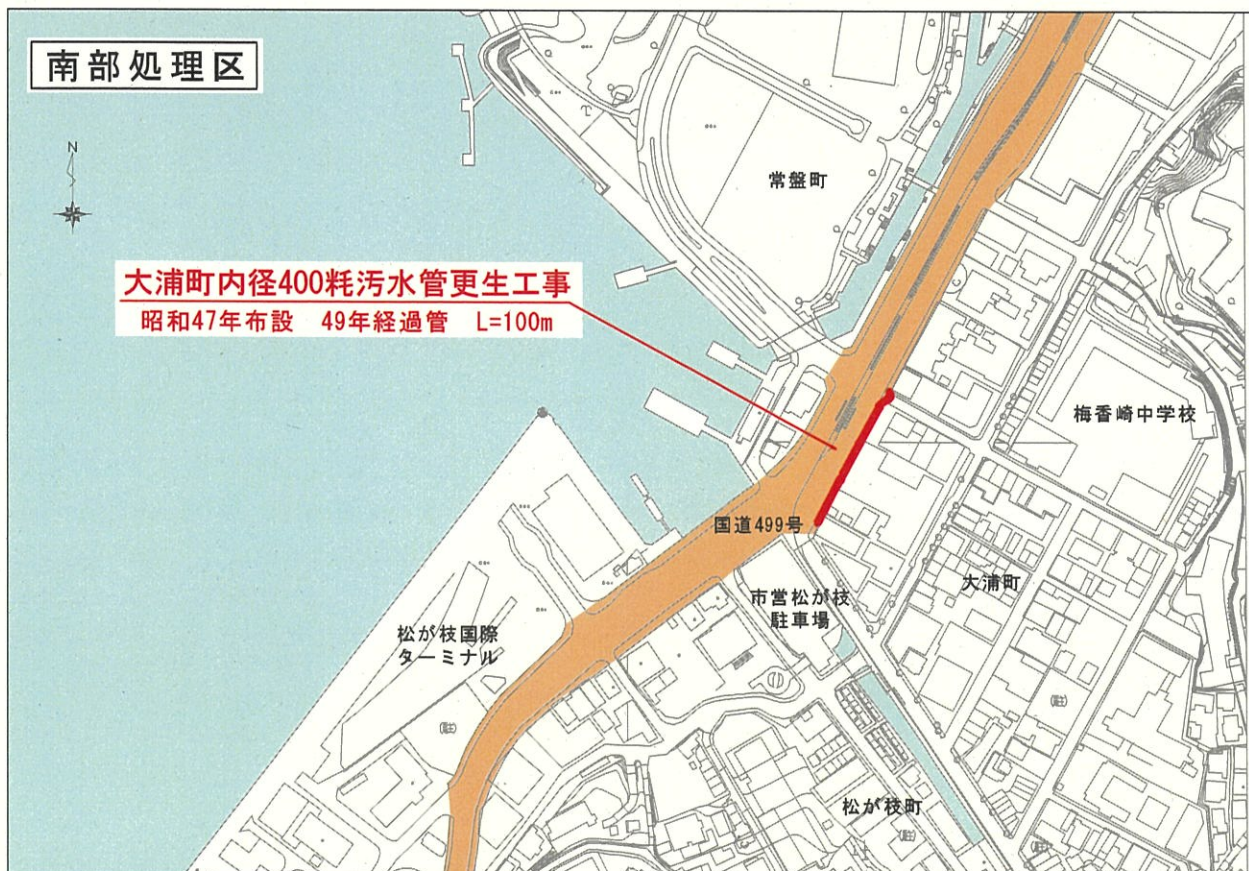 南部処理区
N
常盤町
大浦町内径400粍汚水管更生工事
昭和47年布設 49年経過管 L=100m
梅香崎中学校
国道499号
大浦町
市営松が枝
駐車場
松が枝国際
ターミナル
松が枝町